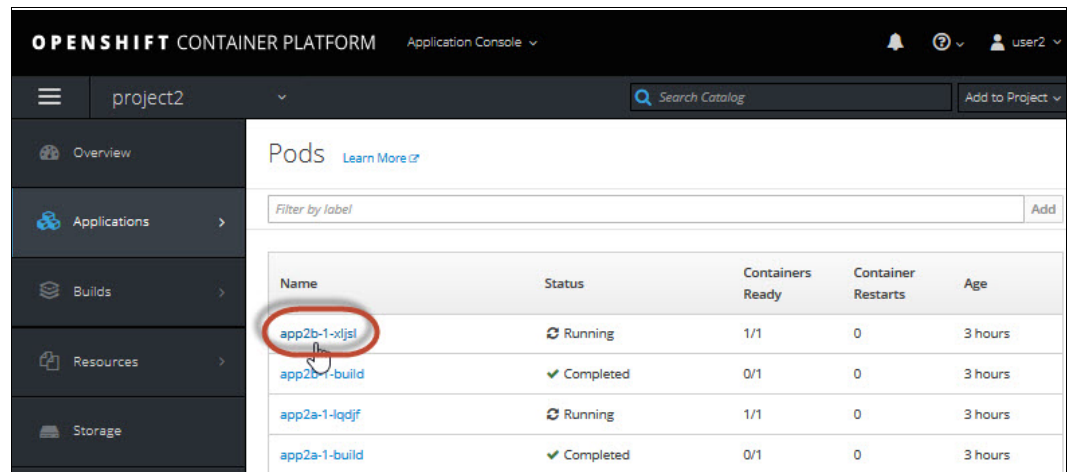 OPENSHIFT CONTAINER PLATFORM Application Console user2
project2 Search Catalog Add to Project
Overview
Applications
Builds
Resources
Storage
Pods Learn More
Filter by label Add
Name Status Containers Ready Container Restarts Age
app2b-1-xljsl Running 1/1 0 3 hours
app2b-1-build Completed 0/1 0 3 hours
app2a-1-lqdjf Running 1/1 0 3 hours
app2a-1-build Completed 0/1 0 3 hours